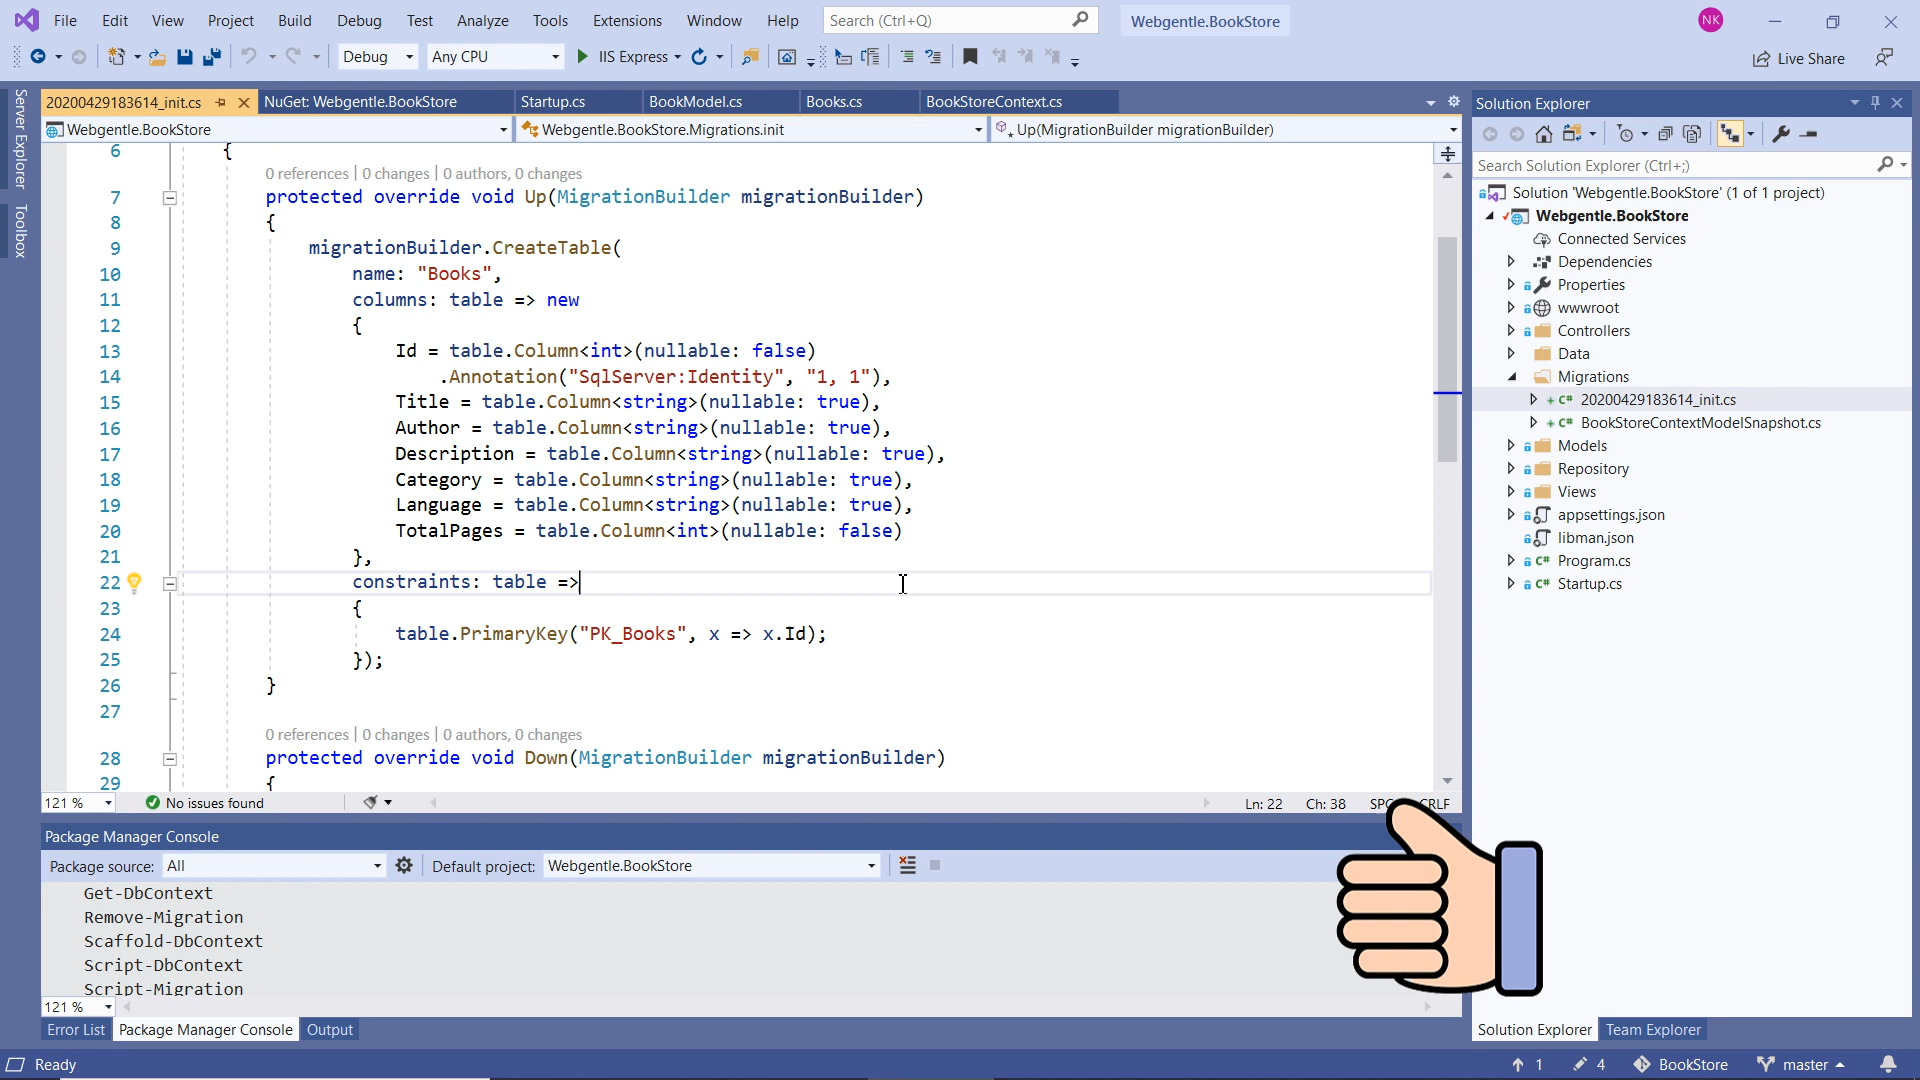 File Edit View Project Build Debug Test Analyze Tools Extensions Window Help Search (Ctrl+Q) Webgentle.BookStore NK
Debug Any CPU IIS Express Live Share
Server Explorer
Toolbox
20200429183614_init.cs NuGet: Webgentle.BookStore Startup.cs BookModel.cs Books.cs BookStoreContext.cs
Webgentle.BookStore Webgentle.BookStore.Migrations.init Up(MigrationBuilder migrationBuilder)
6 {
0 references | 0 changes | 0 authors, 0 changes
7 protected override void Up(MigrationBuilder migrationBuilder)
8 {
9 migrationBuilder.CreateTable(
10 name: "Books",
11 columns: table => new
12 {
13 Id = table.Column<int>(nullable: false)
14 .Annotation("SqlServer:Identity", "1, 1"),
15 Title = table.Column<string>(nullable: true),
16 Author = table.Column<string>(nullable: true),
17 Description = table.Column<string>(nullable: true),
18 Category = table.Column<string>(nullable: true),
19 Language = table.Column<string>(nullable: true),
20 TotalPages = table.Column<int>(nullable: false)
21 },
22 constraints: table =>
23 {
24 table.PrimaryKey("PK_Books", x => x.Id);
25 });
26 }
27
0 references | 0 changes | 0 authors, 0 changes
28 protected override void Down(MigrationBuilder migrationBuilder)
29 {
121 % No issues found Ln: 22 Ch: 38 SPC CRLF
Package Manager Console
Package source: All Default project: Webgentle.BookStore
Get-DbContext
Remove-Migration
Scaffold-DbContext
Script-DbContext
Script-Migration
121 %
Error List Package Manager Console Output
Solution Explorer
Search Solution Explorer (Ctrl+;)
Solution 'Webgentle.BookStore' (1 of 1 project)
Webgentle.BookStore
Connected Services
Dependencies
Properties
wwwroot
Controllers
Data
Migrations
C# 20200429183614_init.cs
C# BookStoreContextModelSnapshot.cs
Models
Repository
Views
appsettings.json
libman.json
C# Program.cs
C# Startup.cs
Solution Explorer Team Explorer
Ready 1 4 BookStore master